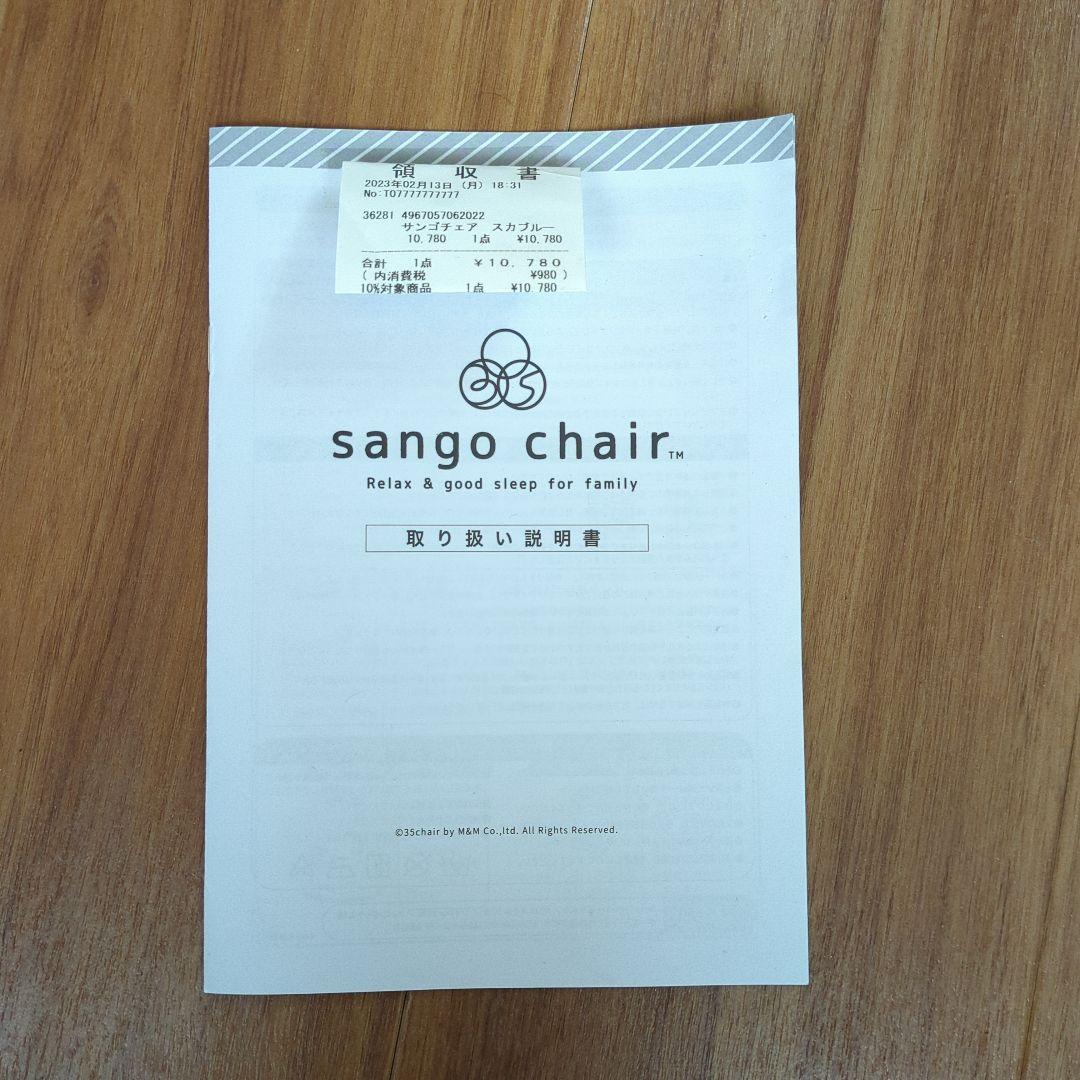 領収書
2023年02月13日(月) 18:31
No:T07777777777
36281 4967057062022
サンゴチェア スカブルー
10,780 1点 ¥10,780
合計 1点 ¥10,780
( 内消費税 ¥980 )
10%対象商品 1点 ¥10,780
sango chair™
Relax & good sleep for family
取り扱い説明書
©35chair by M&M Co.,ltd. All Rights Reserved.